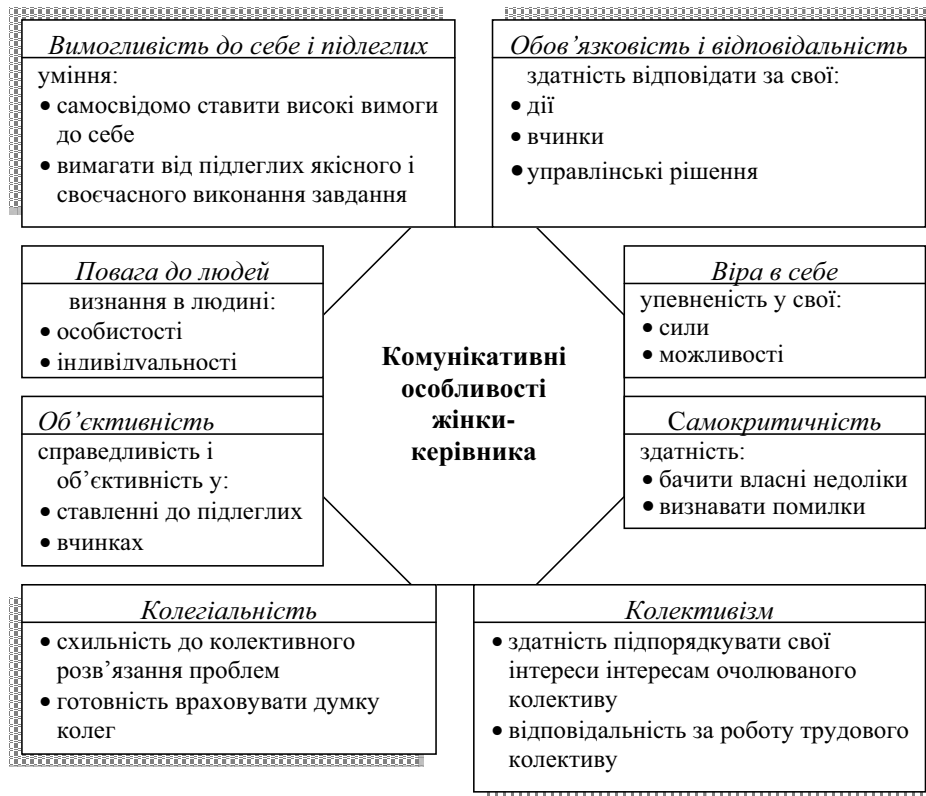 Вимогливість до себе і підлеглих
уміння:
• самосвідомо ставити високі вимоги
до себе
• вимагати від підлеглих якісного і
своєчасного виконання завдання
Обов’язковість і відповідальність
здатність відповідати за свої:
• дії
• вчинки
• управлінські рішення
Повага до людей
визнання в людині:
• особистості
• індивідуальності
Віра в себе
упевненість у свої:
• сили
• можливості
Комунікативні
особливості
жінки-
керівника
Об’єктивність
справедливість і
об’єктивність у:
• ставленні до підлеглих
• вчинках
Самокритичність
здатність:
• бачити власні недоліки
• визнавати помилки
Колегіальність
• схильність до колективного
розв’язання проблем
• готовність враховувати думку
колег
Колективізм
• здатність підпорядкувати свої
інтереси інтересам очолюваного
колективу
• відповідальність за роботу трудового
колективу